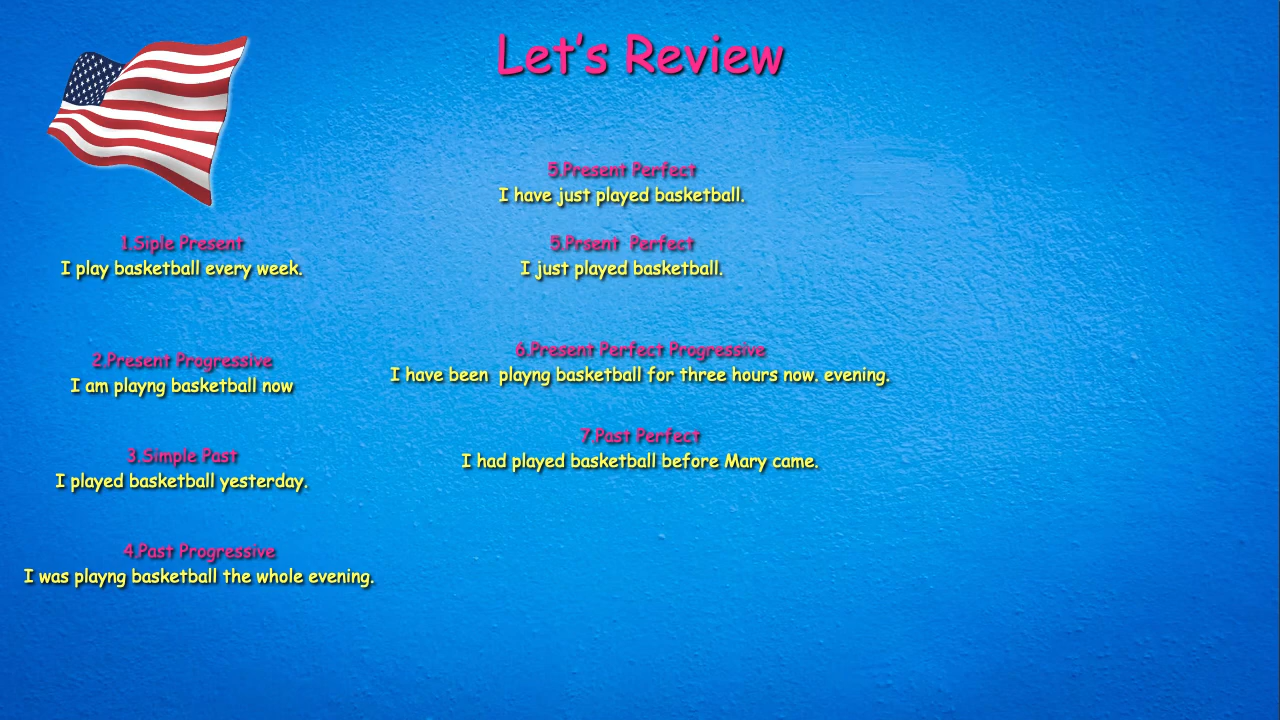 Let's Review
1.Siple Present
I play basketball every week.
2.Present Progressive
I am playng basketball now
3.Simple Past
I played basketball yesterday.
4.Past Progressive
I was playng basketball the whole evening.
5.Present Perfect
I have just played basketball.
5.Prsent  Perfect
I just played basketball.
6.Present Perfect Progressive
I have been  playng basketball for three hours now. evening.
7.Past Perfect
I had played basketball before Mary came.